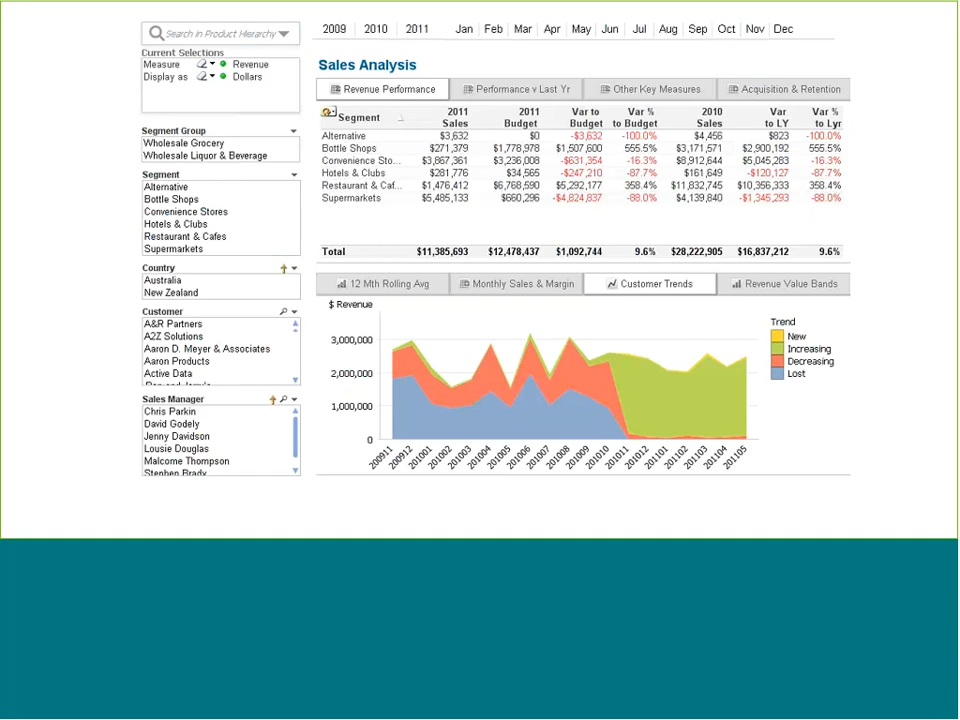 Search in Product Hierarchy
2009 2010 2011 Jan Feb Mar Apr May Jun Jul Aug Sep Oct Nov Dec
Current Selections
Measure Revenue
Display as Dollars
Segment Group
Wholesale Grocery
Wholesale Liquor & Beverage
Segment
Alternative
Bottle Shops
Convenience Stores
Hotels & Clubs
Restaurant & Cafes
Supermarkets
Country
Australia
New Zealand
Customer
A&R Partners
A2Z Solutions
Aaron D. Meyer & Associates
Aaron Products
Active Data
Sales Manager
Chris Parkin
David Godely
Jenny Davidson
Lousie Douglas
Malcome Thompson
Stephen Brady
Sales Analysis
Revenue Performance Performance v Last Yr Other Key Measures Acquisition & Retention
Segment 2011 Sales 2011 Budget Var to Budget Var % to Budget 2010 Sales Var to LY Var % to Lyr
Alternative $3,632 $0 -$3,632 -100.0% $4,456 $823 -100.0%
Bottle Shops $271,379 $1,778,978 $1,507,600 555.5% $3,171,571 $2,900,192 555.5%
Convenience Sto... $3,867,361 $3,236,008 -$631,354 -16.3% $8,912,644 $5,045,283 -16.3%
Hotels & Clubs $281,776 $34,565 -$247,210 -87.7% $161,649 -$120,127 -87.7%
Restaurant & Caf... $1,476,412 $6,768,590 $5,292,177 358.4% $11,832,745 $10,356,333 358.4%
Supermarkets $5,485,133 $660,296 -$4,824,837 -88.0% $4,139,840 -$1,345,293 -88.0%
Total $11,385,693 $12,478,437 $1,092,744 9.6% $28,222,905 $16,837,212 9.6%
12 Mth Rolling Avg Monthly Sales & Margin Customer Trends Revenue Value Bands
$ Revenue
3,000,000
2,000,000
1,000,000
0
200911 200912 201001 201002 201003 201004 201005 201006 201007 201008 201009 201010 201011 201012 201101 201102 201103 201104 201105
Trend
New
Increasing
Decreasing
Lost